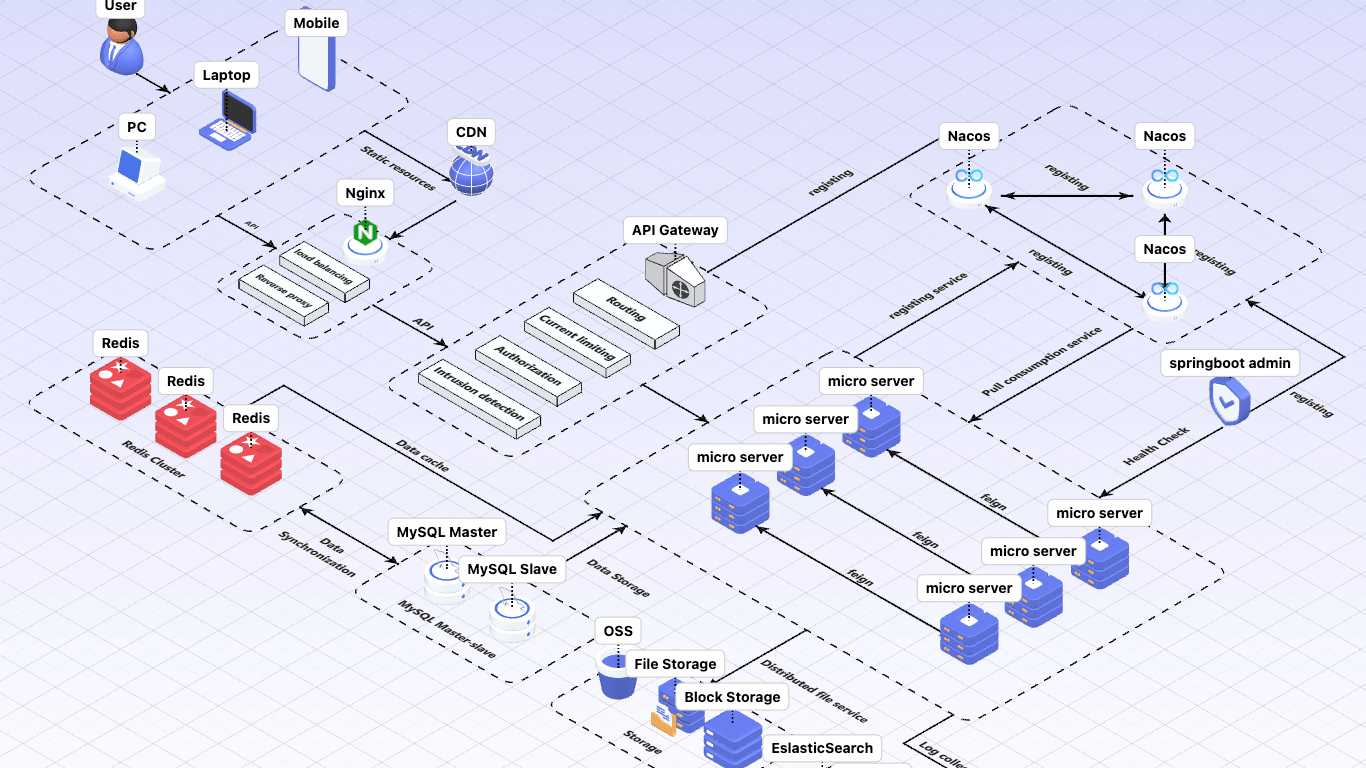 User
Mobile
Laptop
PC
CDN
CDN
Static resources
Nginx
API
load balancing
Reverse proxy
API
API Gateway
Routing
Current limiting
Authorization
Intrusion detection
registing
Nacos
Nacos
Nacos
registing
registing
registing
registing service
Pull consumption service
springboot admin
registing
Health Check
Redis
Redis
Redis
Redis Cluster
Data cache
Data
Synchronization
MySQL Master
MySQL Slave
MySQL Master-slave
Data Storage
micro server
micro server
micro server
feign
feign
feign
micro server
micro server
micro server
OSS
File Storage
Block Storage
Storage
Distributed file service
EslasticSearch